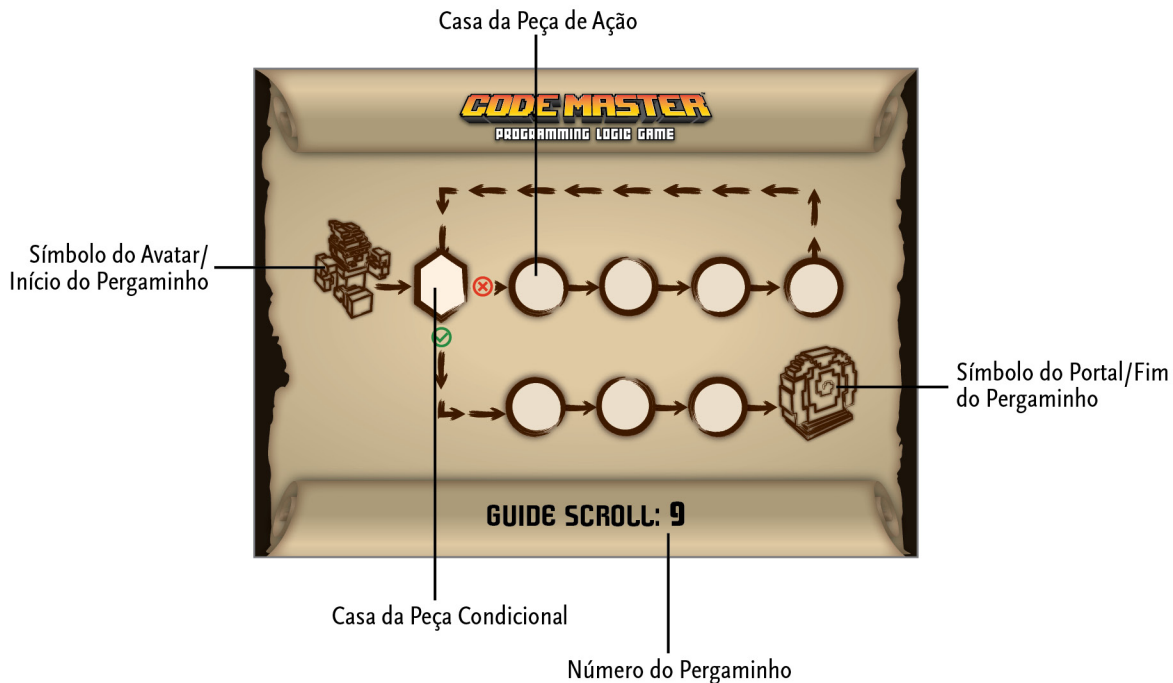 Casa da Peça de Ação
CODE MASTER™
PROGRAMMING LOGIC GAME
Símbolo do Avatar/
Início do Pergaminho
Símbolo do Portal/Fim
do Pergaminho
GUIDE SCROLL: 9
Casa da Peça Condicional
Número do Pergaminho